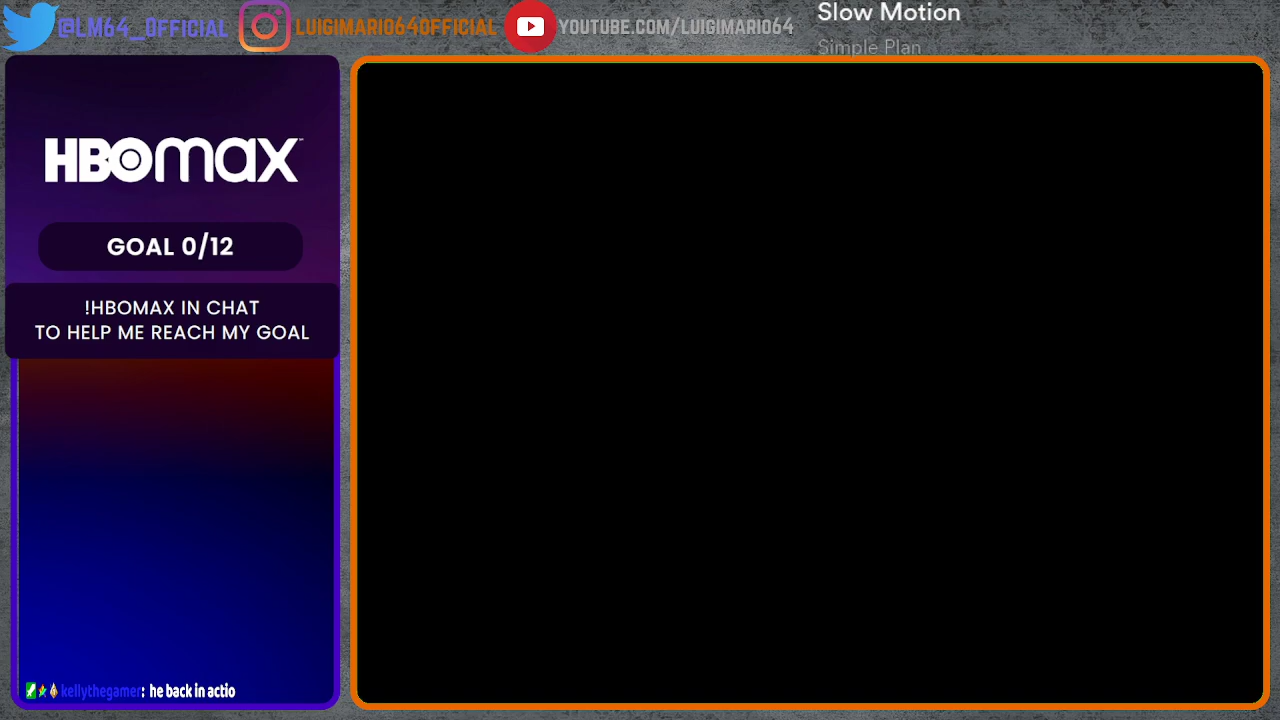 @LM64_OFFICIAL
LUIGIMARIO64OFFICIAL
YOUTUBE.COM/LUIGIMARIO64
Slow Motion
Simple Plan
HBOMAX
GOAL 0/12
!HBOMAX IN CHAT
TO HELP ME REACH MY GOAL
kellythegamer: he back in actio